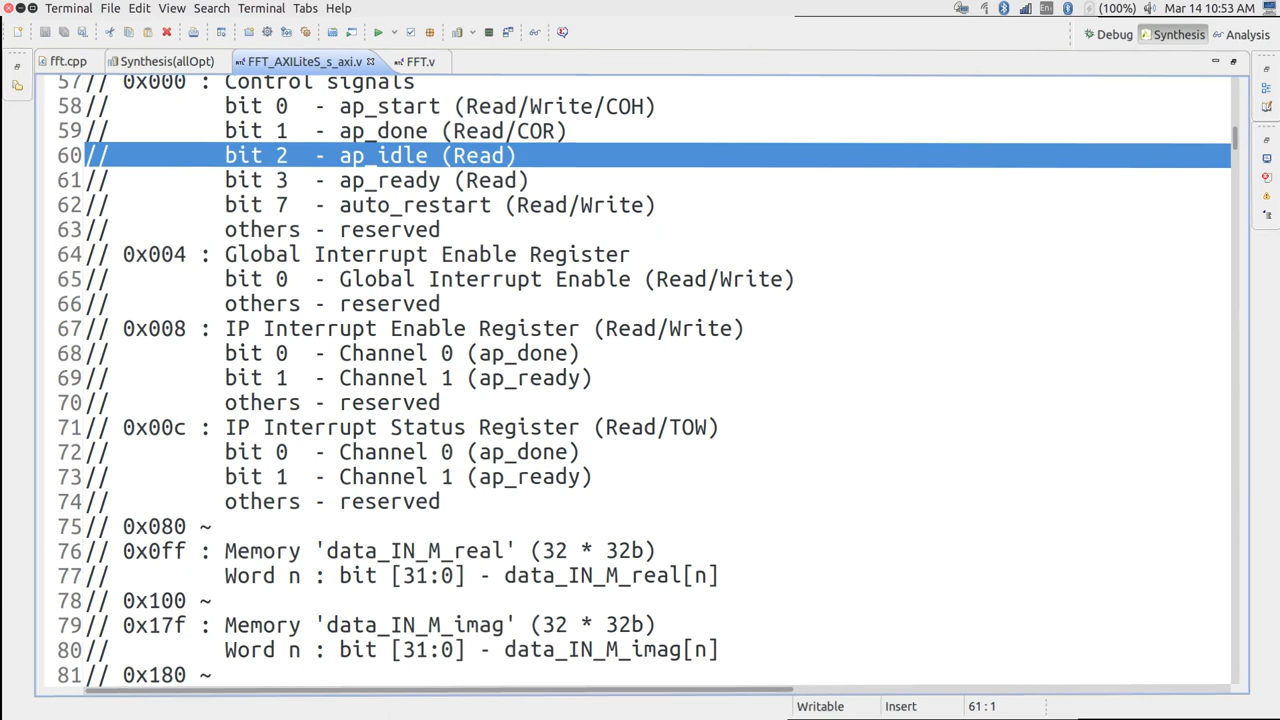 Terminal File Edit View Search Terminal Tabs Help En (100%) Mar 14 10:53 AM
Debug Synthesis Analysis
fft.cpp Synthesis(allOpt) FFT_AXILiteS_s_axi.v FFT.v
57// 0x000 : Control signals
58// bit 0 - ap_start (Read/Write/COH)
59// bit 1 - ap_done (Read/COR)
60// bit 2 - ap_idle (Read)
61// bit 3 - ap_ready (Read)
62// bit 7 - auto_restart (Read/Write)
63// others - reserved
64// 0x004 : Global Interrupt Enable Register
65// bit 0 - Global Interrupt Enable (Read/Write)
66// others - reserved
67// 0x008 : IP Interrupt Enable Register (Read/Write)
68// bit 0 - Channel 0 (ap_done)
69// bit 1 - Channel 1 (ap_ready)
70// others - reserved
71// 0x00c : IP Interrupt Status Register (Read/TOW)
72// bit 0 - Channel 0 (ap_done)
73// bit 1 - Channel 1 (ap_ready)
74// others - reserved
75// 0x080 ~
76// 0x0ff : Memory 'data_IN_M_real' (32 * 32b)
77// Word n : bit [31:0] - data_IN_M_real[n]
78// 0x100 ~
79// 0x17f : Memory 'data_IN_M_imag' (32 * 32b)
80// Word n : bit [31:0] - data_IN_M_imag[n]
81// 0x180 ~
Writable Insert 61 : 1